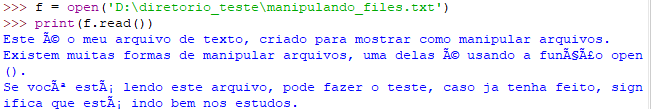 >>> f = open('D:\diretorio_teste\manipulando_files.txt')
>>> print(f.read())
Este Ã© o meu arquivo de texto, criado para mostrar como manipular arquivos.
Existem muitas formas de manipular arquivos, uma delas Ã© usando a funÃ§Ã£o open
().
Se vocÃª estÃ¡ lendo este arquivo, pode fazer o teste, caso ja tenha feito, sign
ifica que estÃ¡ indo bem nos estudos.